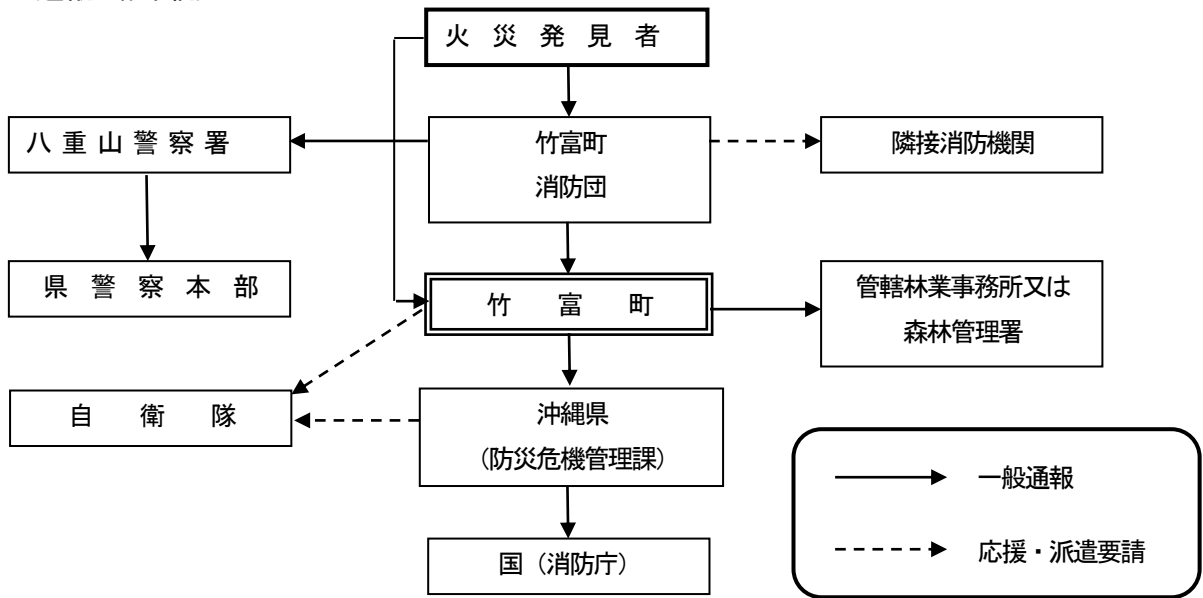 火 災 発 見 者
八 重 山 警 察 署
竹富町
消防団
隣接消防機関
県 警 察 本 部
竹 富 町
管轄林業事務所又は
森林管理署
自 衛 隊
沖縄県
（防災危機管理課）
一般通報
応援・派遣要請
国（消防庁）